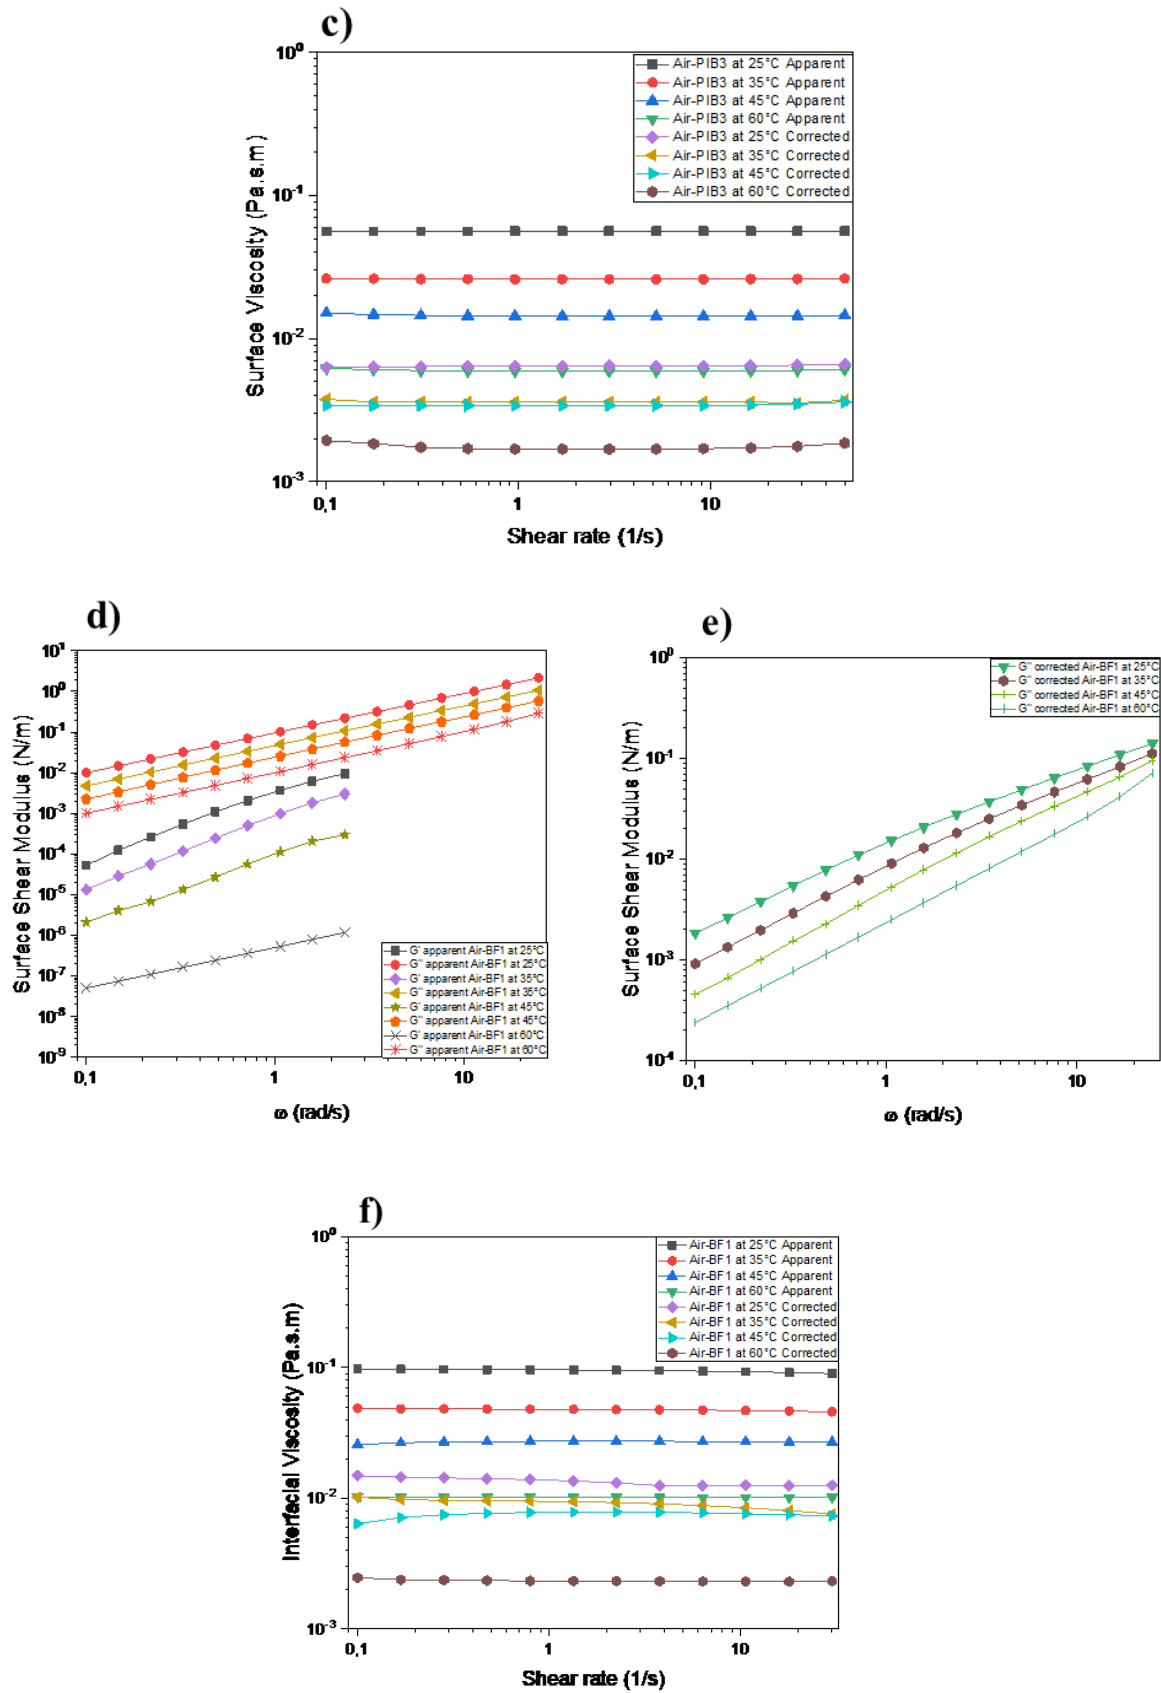 c)
10⁰
10⁻¹
10⁻²
10⁻³
Surface Viscosity (Pa.s.m)
Air-PIB3 at 25°C Apparent
Air-PIB3 at 35°C Apparent
Air-PIB3 at 45°C Apparent
Air-PIB3 at 60°C Apparent
Air-PIB3 at 25°C Corrected
Air-PIB3 at 35°C Corrected
Air-PIB3 at 45°C Corrected
Air-PIB3 at 60°C Corrected
0,1 1 10
Shear rate (1/s)
d)
10¹
10⁰
10⁻¹
10⁻²
10⁻³
10⁻⁴
10⁻⁵
10⁻⁶
10⁻⁷
10⁻⁸
10⁻⁹
Surface Shear Modulus (N/m)
G' apparent Air-BF1 at 25°C
G'' apparent Air-BF1 at 25°C
G' apparent Air-BF1 at 35°C
G'' apparent Air-BF1 at 35°C
G' apparent Air-BF1 at 45°C
G'' apparent Air-BF1 at 45°C
G' apparent Air-BF1 at 60°C
G'' apparent Air-BF1 at 60°C
0,1 1 10
ω (rad/s)
e)
10⁰
10⁻¹
10⁻²
10⁻³
10⁻⁴
Surface Shear Modulus (N/m)
G'' corrected Air-BF1 at 25°C
G'' corrected Air-BF1 at 35°C
G'' corrected Air-BF1 at 45°C
G'' corrected Air-BF1 at 60°C
0,1 1 10
ω (rad/s)
f)
10⁰
10⁻¹
10⁻²
10⁻³
Interfacial Viscosity (Pa.s.m)
Air-BF1 at 25°C Apparent
Air-BF1 at 35°C Apparent
Air-BF1 at 45°C Apparent
Air-BF1 at 60°C Apparent
Air-BF1 at 25°C Corrected
Air-BF1 at 35°C Corrected
Air-BF1 at 45°C Corrected
Air-BF1 at 60°C Corrected
0,1 1 10
Shear rate (1/s)